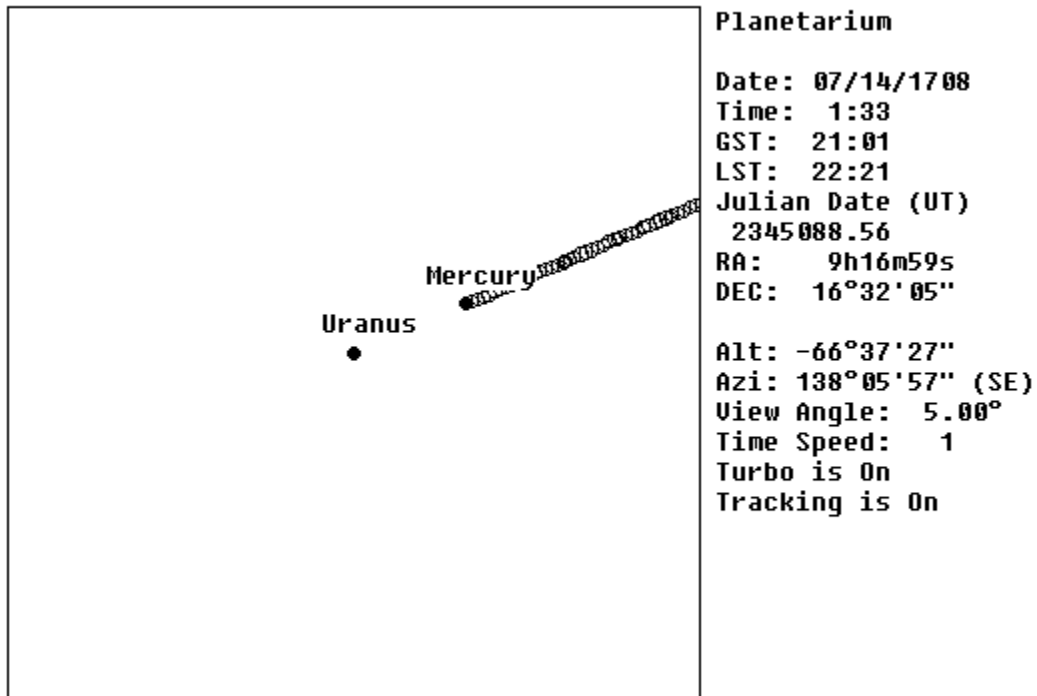 Planetarium
Date: 07/14/1708
Time: 1:33
GST: 21:01
LST: 22:21
Julian Date (UT)
2345088.56
RA: 9h16m59s
DEC: 16°32'05"
Alt: -66°37'27"
Azi: 138°05'57" (SE)
View Angle: 5.00°
Time Speed: 1
Turbo is On
Tracking is On
Mercury
Uranus